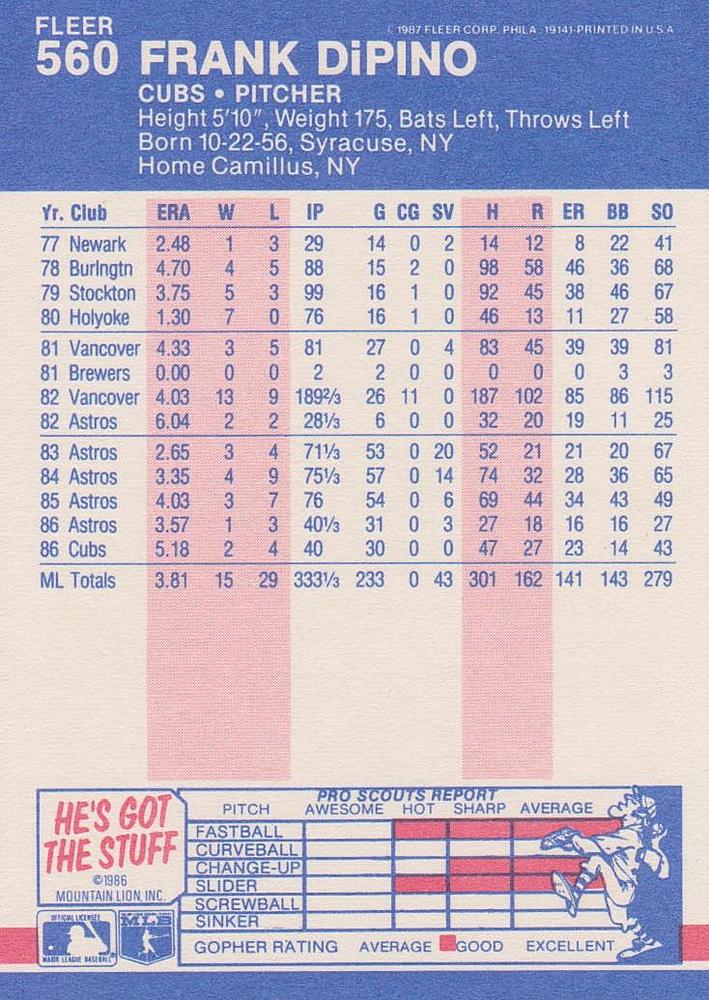 FLEER
© 1987 FLEER CORP. PHILA. 19141-PRINTED IN U.S.A
560 FRANK DiPINO
CUBS • PITCHER
Height 5'10", Weight 175, Bats Left, Throws Left
Born 10-22-56, Syracuse, NY
Home Camillus, NY
Yr. Club ERA W L IP G CG SV H R ER BB SO
77 Newark 2.48 1 3 29 14 0 2 14 12 8 22 41
78 Burlngtn 4.70 4 5 88 15 2 0 98 58 46 36 68
79 Stockton 3.75 5 3 99 16 1 0 92 45 38 46 67
80 Holyoke 1.30 7 0 76 16 1 0 46 13 11 27 58
81 Vancover 4.33 3 5 81 27 0 4 83 45 39 39 81
81 Brewers 0.00 0 0 2 2 0 0 0 0 0 3 3
82 Vancover 4.03 13 9 189⅔ 26 11 0 187 102 85 86 115
82 Astros 6.04 2 2 28⅓ 6 0 0 32 20 19 11 25
83 Astros 2.65 3 4 71⅓ 53 0 20 52 21 21 20 67
84 Astros 3.35 4 9 75⅓ 57 0 14 74 32 28 36 65
85 Astros 4.03 3 7 76 54 0 6 69 44 34 43 49
86 Astros 3.57 1 3 40⅓ 31 0 3 27 18 16 16 27
86 Cubs 5.18 2 4 40 30 0 0 47 27 23 14 43
ML Totals 3.81 15 29 333⅓ 233 0 43 301 162 141 143 279
HE'S GOT
THE STUFF
©1986
MOUNTAIN LION, INC.
OFFICIAL LICENSEE
MAJOR LEAGUE BASEBALL
MLB
PRO SCOUTS REPORT
PITCH AWESOME HOT SHARP AVERAGE
FASTBALL
CURVEBALL
CHANGE-UP
SLIDER
SCREWBALL
SINKER
GOPHER RATING AVERAGE GOOD EXCELLENT